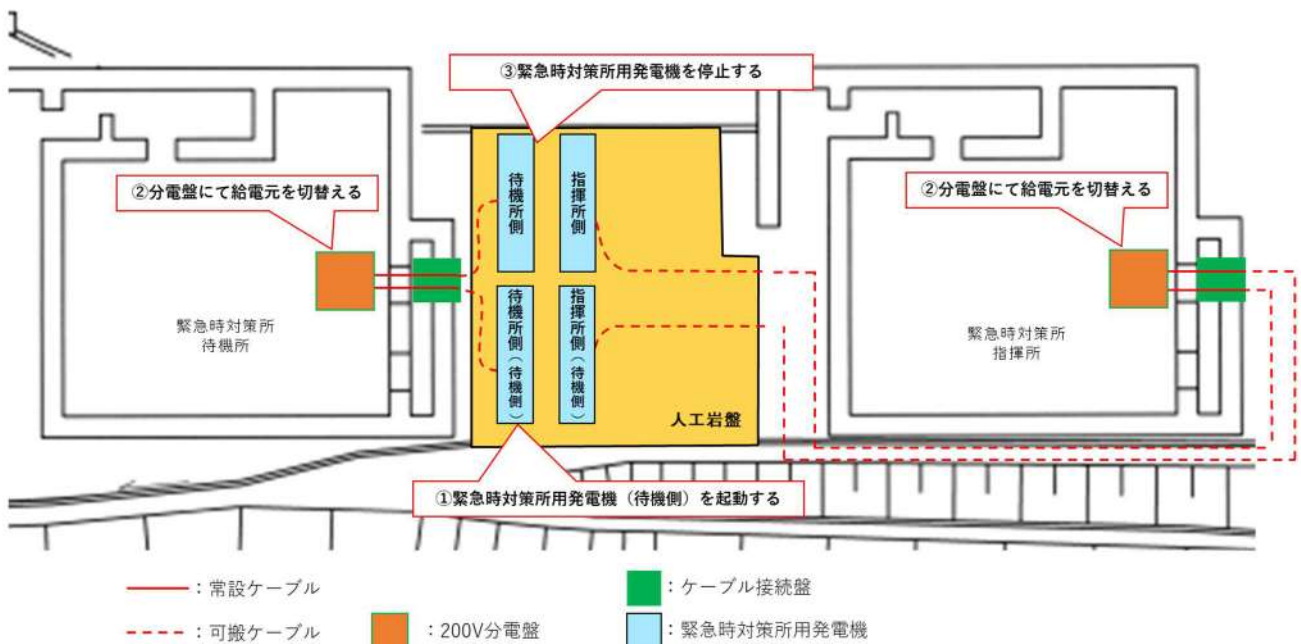 ③緊急時対策所用発電機を停止する
②分電盤にて給電元を切替える
②分電盤にて給電元を切替える
待機所側
指揮所側
待機所側（待機側）
指揮所側（待機側）
緊急時対策所
待機所
緊急時対策所
指揮所
人工岩盤
①緊急時対策所用発電機（待機側）を起動する
：常設ケーブル
：ケーブル接続盤
：可搬ケーブル
：200V分電盤
：緊急時対策所用発電機